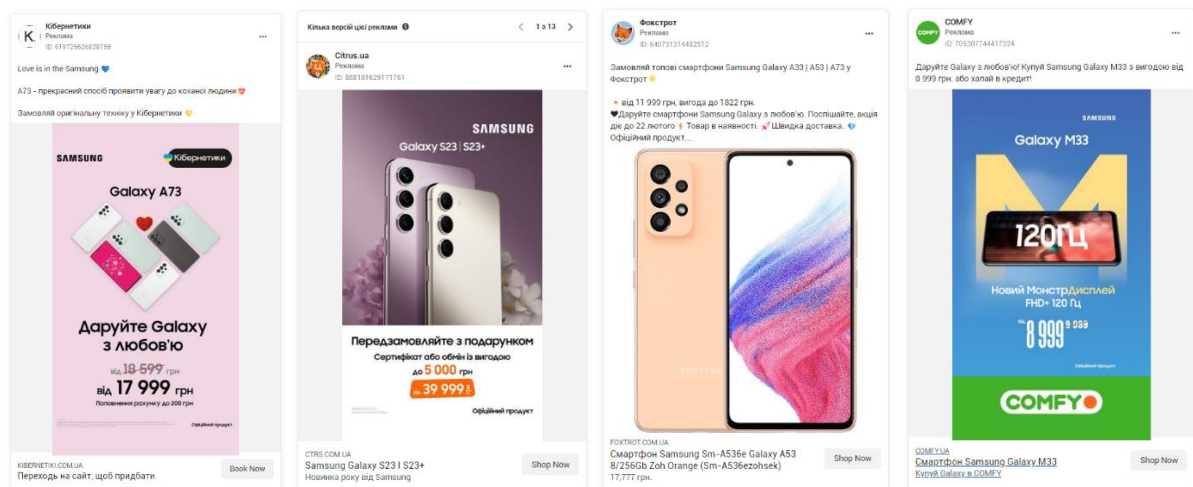 Кібернетики
Реклама
ID: 619725626828755
Love is in the Samsung 💙
A73 - прекрасний спосіб проявити увагу до коханої людини 😍
Замовляй оригінальну техніку у Кібернетики 💛
K.
SAMSUNG
Кібернетики
Galaxy A73
Даруйте Galaxy
з любов'ю
від 18 599 грн
від 17 999 грн
Поповнення рахунку до 200 грн
Офіційний продукт
KIBERNETIKI.COM.UA
Переходь на сайт, щоб придбати.
Book Now
Кілька версій цієї реклами
1 з 13
Citrus.ua
Реклама
ID: 888181629171761
SAMSUNG
Galaxy S23 | S23+
Передзамовляйте з подарунком
Сертифікат або обмін із вигодою
до 5 000 грн
від 39 999 ₴
Офіційний продукт
CTRS.COM.UA
Samsung Galaxy S23 I S23+
Новинка року від Samsung
Shop Now
Фокстрот
Реклама
ID: 640731314482512
Замовляй топові смартфони Samsung Galaxy A33 | A53 | A73 у
Фокстрот
🔸 від 11 999 грн, вигода до 1822 грн.
🖤Даруйте смартфони Samsung Galaxy з любов'ю. Поспішайте, акція
діє до 22 лютого ⚡ Товар в наявності. 🚀 Швидка доставка. 💎
Офіційний продукт...
SAMSUNG
FOXTROT.COM.UA
Смартфон Samsung Sm-A536e Galaxy A53
8/256Gb Zoh Orange (Sm-A536ezohsek)
17,777 грн.
Shop Now
COMFY
Реклама
ID: 705307744417324
Даруйте Galaxy з любов'ю! Купуй Samsung Galaxy M33 з вигодою від
8 999 грн. або хапай в кредит!
SAMSUNG
Galaxy M33
120ГЦ
Новий МонстрДисплей
FHD+ 120 Гц
від 8 999 9 999
Офіційний продукт
COMFY
COMFY.UA
Смартфон Samsung Galaxy M33
Купуй Galaxy в COMFY
Shop Now